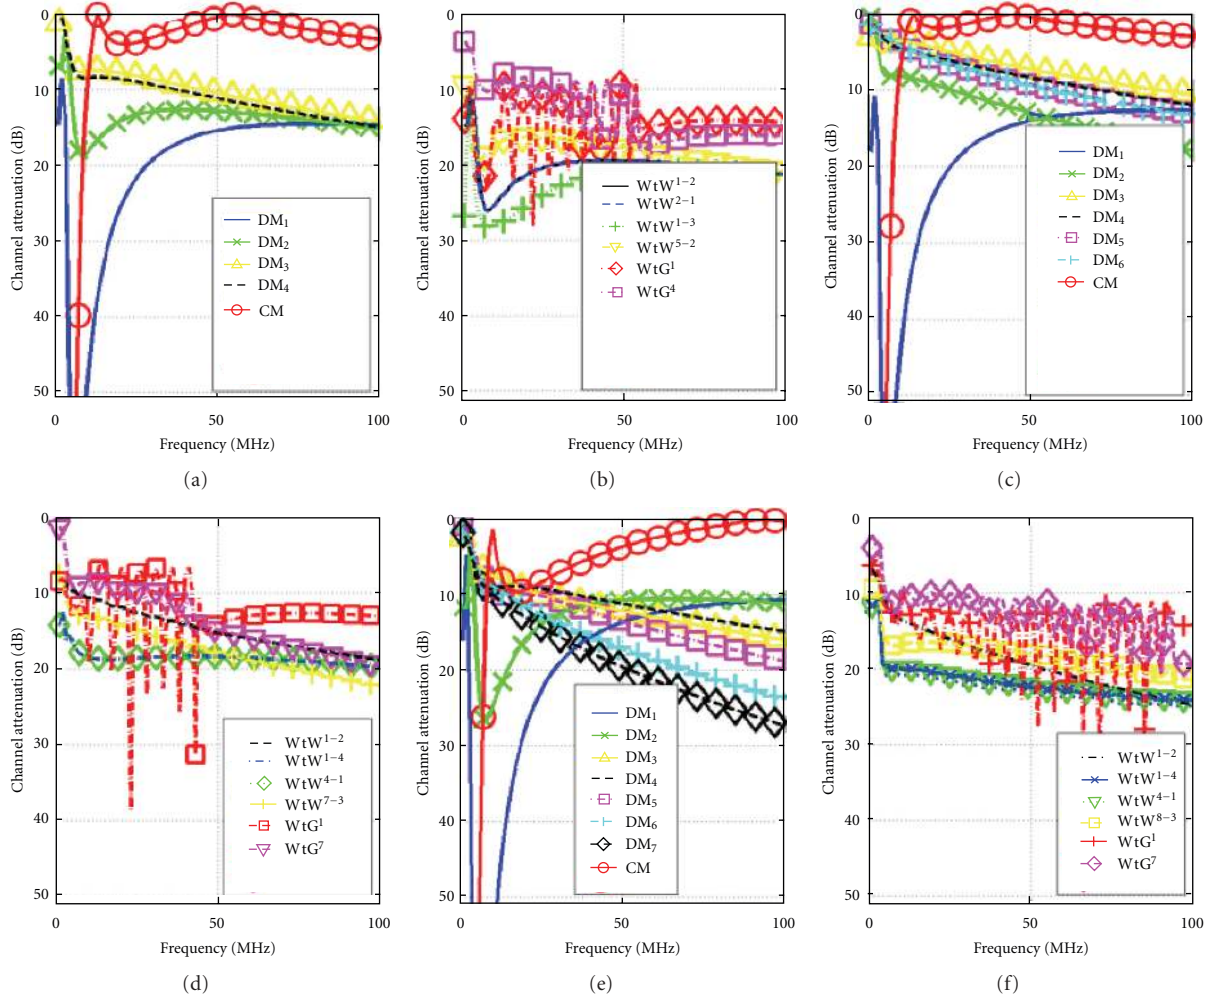 0
10
20
30
40
50
Channel attenuation (dB)
DM₁
DM₂
DM₃
DM₄
CM
0 50 100
Frequency (MHz)
(a)
0
10
20
30
40
50
Channel attenuation (dB)
WtW¹⁻²
WtW²⁻¹
WtW¹⁻³
WtW⁵⁻²
WtG¹
WtG⁴
0 50 100
Frequency (MHz)
(b)
0
10
20
30
40
50
Channel attenuation (dB)
DM₁
DM₂
DM₃
DM₄
DM₅
DM₆
CM
0 50 100
Frequency (MHz)
(c)
0
10
20
30
40
50
Channel attenuation (dB)
WtW¹⁻²
WtW¹⁻⁴
WtW⁴⁻¹
WtW⁷⁻³
WtG¹
WtG⁷
0 50 100
Frequency (MHz)
(d)
0
10
20
30
40
50
Channel attenuation (dB)
DM₁
DM₂
DM₃
DM₄
DM₅
DM₆
DM₇
CM
0 50 100
Frequency (MHz)
(e)
0
10
20
30
40
50
Channel attenuation (dB)
WtW¹⁻²
WtW¹⁻⁴
WtW⁴⁻¹
WtW⁸⁻³
WtG¹
WtG⁷
0 50 100
Frequency (MHz)
(f)